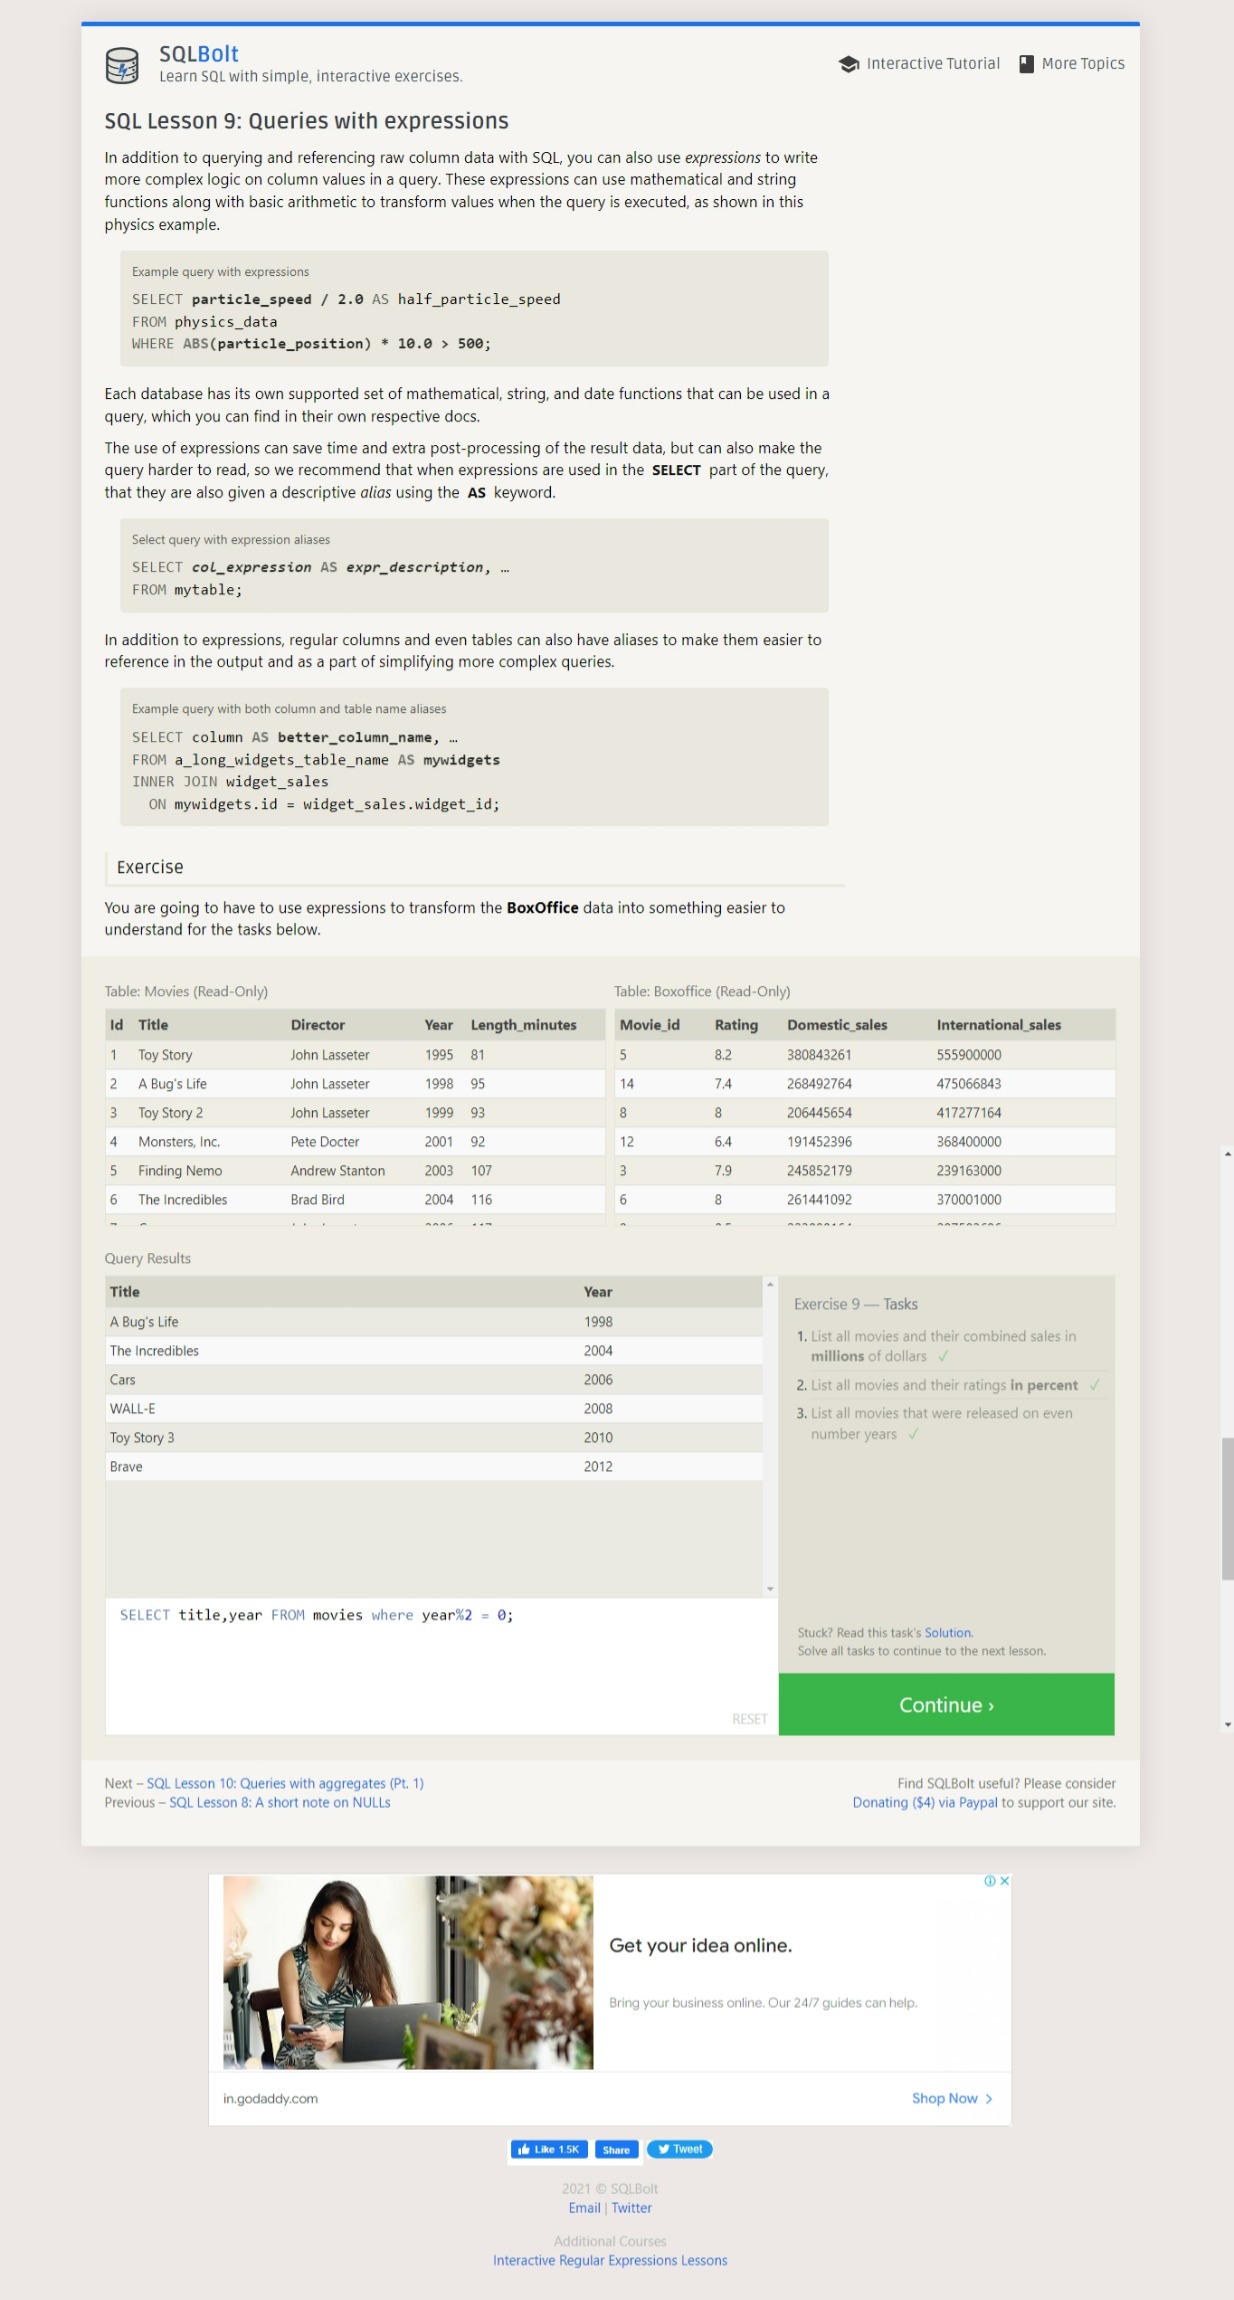 SQLBolt
Learn SQL with simple, interactive exercises.
Interactive Tutorial
More Topics
SQL Lesson 9: Queries with expressions
In addition to querying and referencing raw column data with SQL, you can also use expressions to write
more complex logic on column values in a query. These expressions can use mathematical and string
functions along with basic arithmetic to transform values when the query is executed, as shown in this
physics example.
Example query with expressions
SELECT particle_speed / 2.0 AS half_particle_speed
FROM physics_data
WHERE ABS(particle_position) * 10.0 > 500;
Each database has its own supported set of mathematical, string, and date functions that can be used in a
query, which you can find in their own respective docs.
The use of expressions can save time and extra post-processing of the result data, but can also make the
query harder to read, so we recommend that when expressions are used in the SELECT part of the query,
that they are also given a descriptive alias using the AS keyword.
Select query with expression aliases
SELECT col_expression AS expr_description, …
FROM mytable;
In addition to expressions, regular columns and even tables can also have aliases to make them easier to
reference in the output and as a part of simplifying more complex queries.
Example query with both column and table name aliases
SELECT column AS better_column_name, …
FROM a_long_widgets_table_name AS mywidgets
INNER JOIN widget_sales
ON mywidgets.id = widget_sales.widget_id;
Exercise
You are going to have to use expressions to transform the BoxOffice data into something easier to
understand for the tasks below.
Table: Movies (Read-Only)
Id Title Director Year Length_minutes
1 Toy Story John Lasseter 1995 81
2 A Bug's Life John Lasseter 1998 95
3 Toy Story 2 John Lasseter 1999 93
4 Monsters, Inc. Pete Docter 2001 92
5 Finding Nemo Andrew Stanton 2003 107
6 The Incredibles Brad Bird 2004 116
Table: Boxoffice (Read-Only)
Movie_id Rating Domestic_sales International_sales
5 8.2 380843261 555900000
14 7.4 268492764 475066843
8 8 206445654 417277164
12 6.4 191452396 368400000
3 7.9 245852179 239163000
6 8 261441092 370001000
Query Results
Title Year
A Bug's Life 1998
The Incredibles 2004
Cars 2006
WALL-E 2008
Toy Story 3 2010
Brave 2012
SELECT title,year FROM movies where year%2 = 0;
RESET
Exercise 9 — Tasks
1. List all movies and their combined sales in
millions of dollars ✓
2. List all movies and their ratings in percent ✓
3. List all movies that were released on even
number years ✓
Stuck? Read this task's Solution.
Solve all tasks to continue to the next lesson.
Continue ›
Next – SQL Lesson 10: Queries with aggregates (Pt. 1)
Previous – SQL Lesson 8: A short note on NULLs
Find SQLBolt useful? Please consider
Donating ($4) via Paypal to support our site.
Get your idea online.
Bring your business online. Our 24/7 guides can help.
in.godaddy.com
Shop Now >
Like 1.5K
Share
Tweet
2021 © SQLBolt
Email | Twitter
Additional Courses
Interactive Regular Expressions Lessons